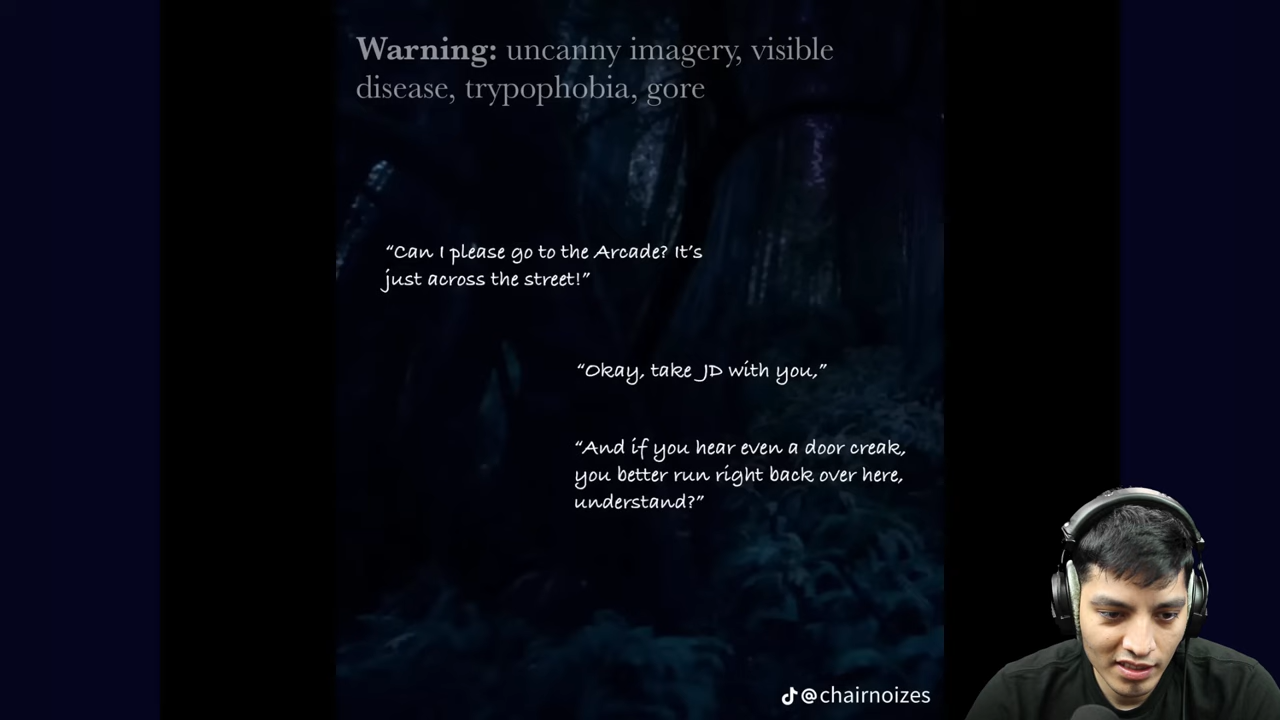 Warning: uncanny imagery, visible
disease, trypophobia, gore
“Can I please go to the Arcade? It’s
just across the street!”
“Okay, take JD with you,”
“And if you hear even a door creak,
you better run right back over here,
understand?”
@chairnoizes